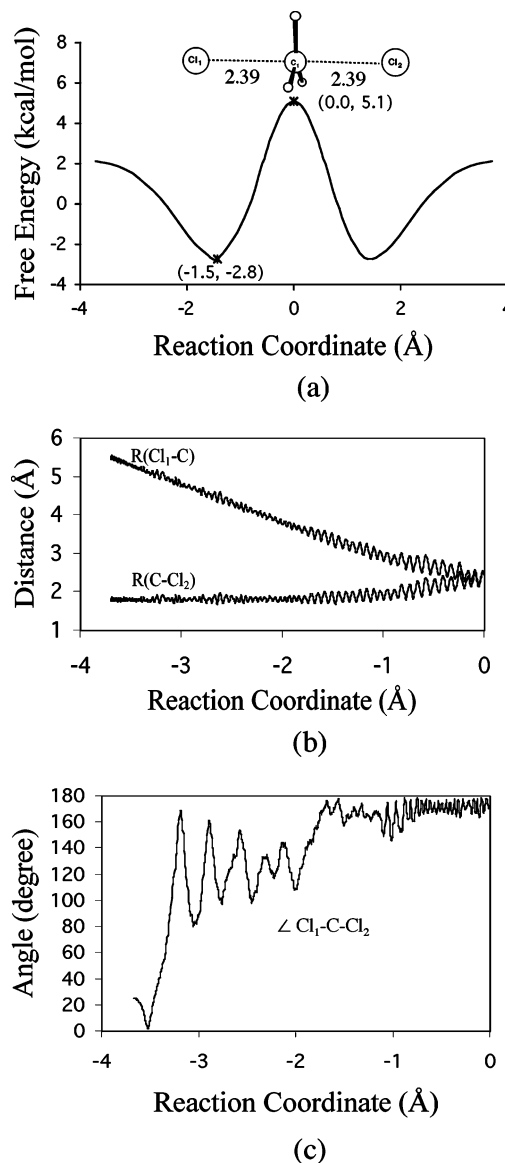 8
6
4
2
0
-2
-4
Free Energy (kcal/mol)
Cl1
C1
Cl2
2.39
2.39
(0.0, 5.1)
(-1.5, -2.8)
-4
-2
0
2
4
Reaction Coordinate (Å)
(a)
6
5
4
3
2
1
Distance (Å)
R(Cl1-C)
R(C-Cl2)
-4
-3
-2
-1
0
Reaction Coordinate (Å)
(b)
180
160
140
120
100
80
60
40
20
0
Angle (degree)
∠ Cl1-C-Cl2
-4
-3
-2
-1
0
Reaction Coordinate (Å)
(c)